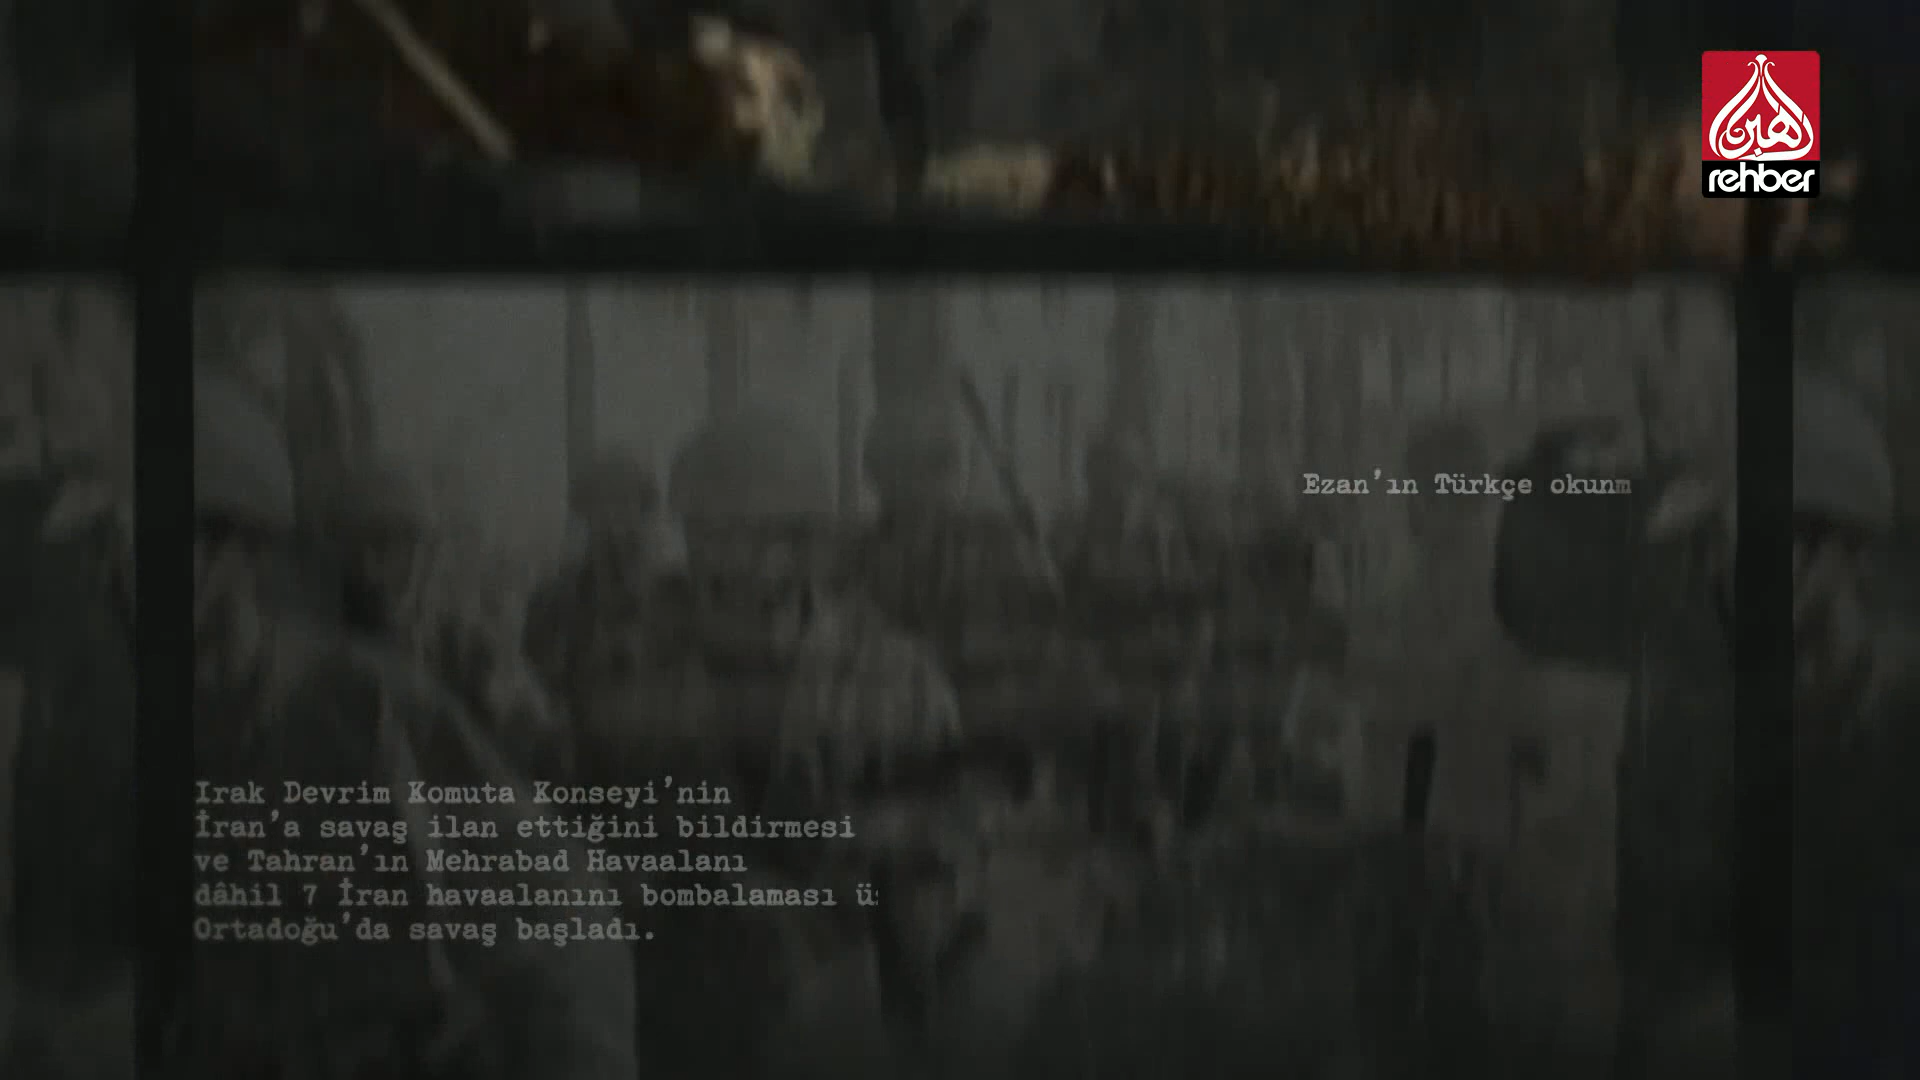 رهبر
rehber
Ezan'ın Türkçe okunm
Irak Devrim Komuta Konseyi'nin
İran'a savaş ilan ettiğini bildirmesi
ve Tahran'ın Mehrabad Havaalanı
dâhil 7 İran havaalanını bombalaması
Ortadoğu'da savaş başladı.